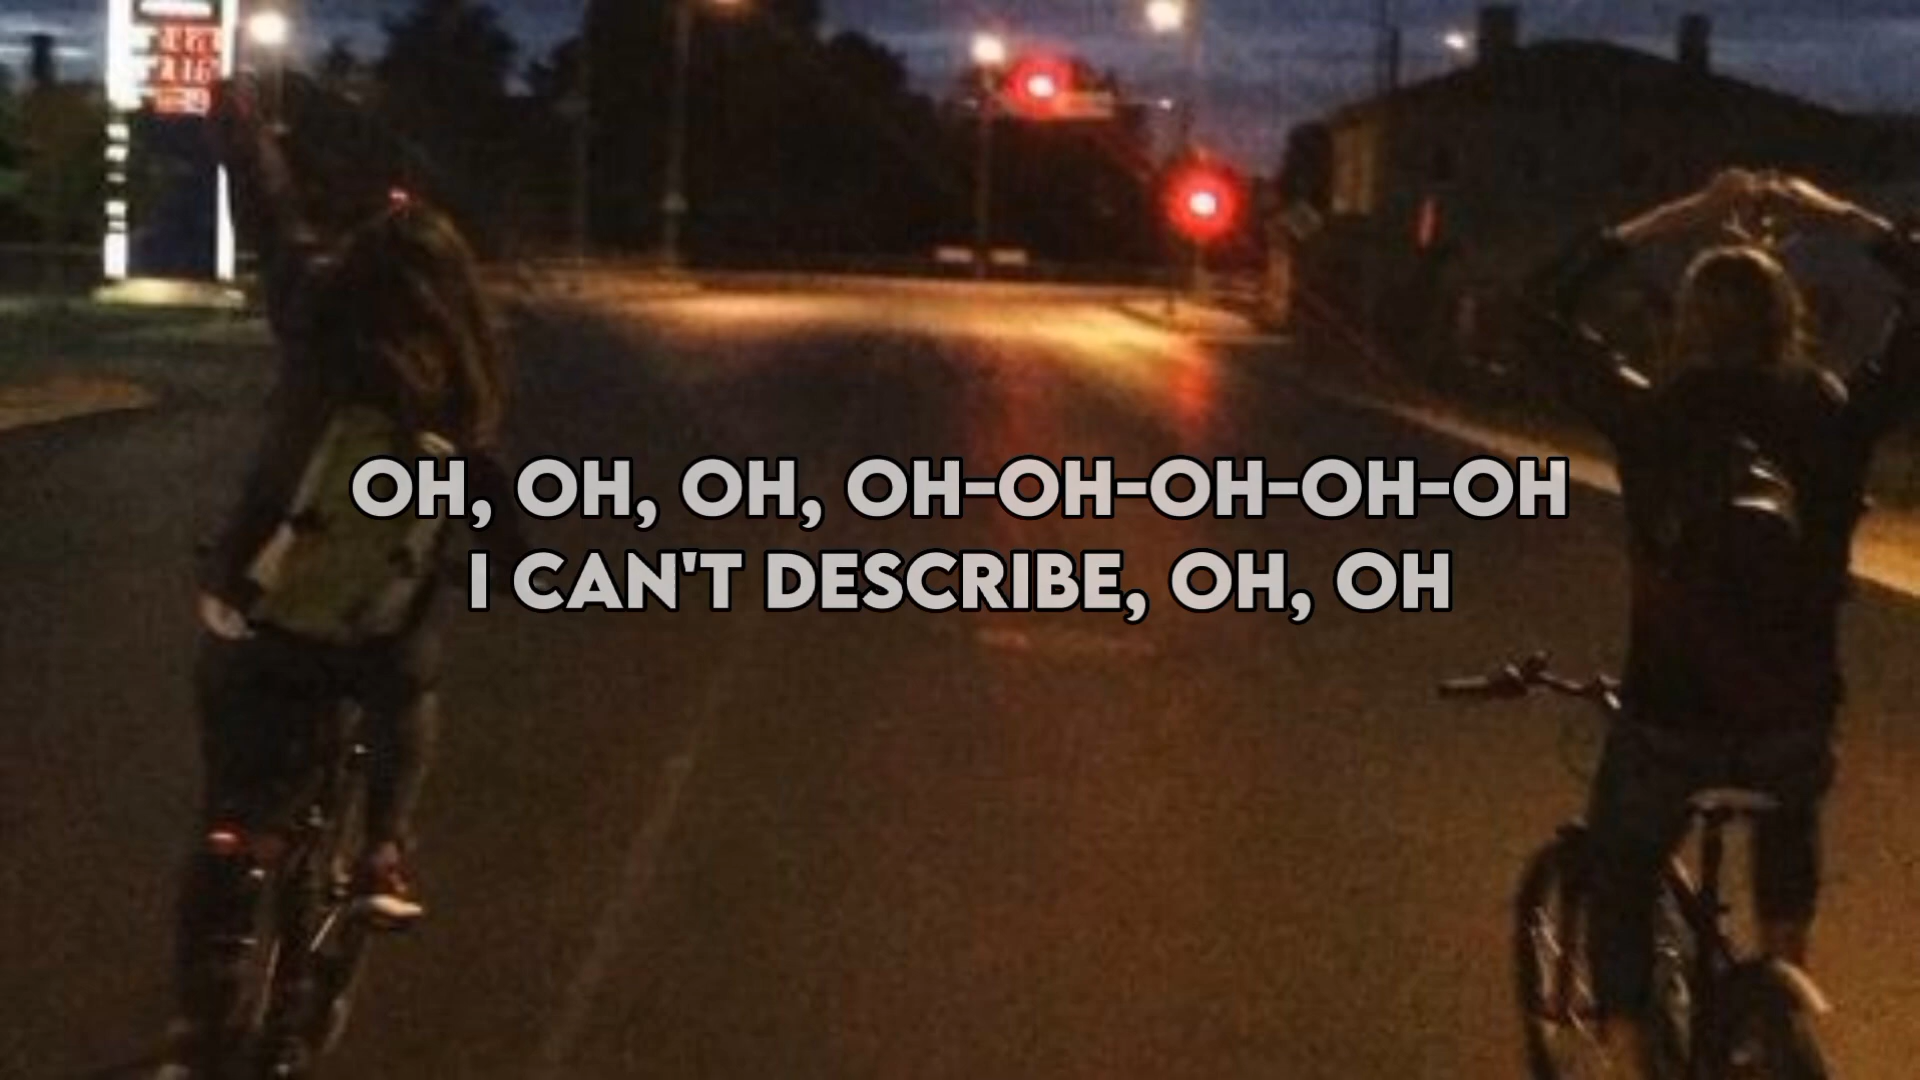 OH, OH, OH, OH-OH-OH-OH-OH
I CAN'T DESCRIBE, OH, OH